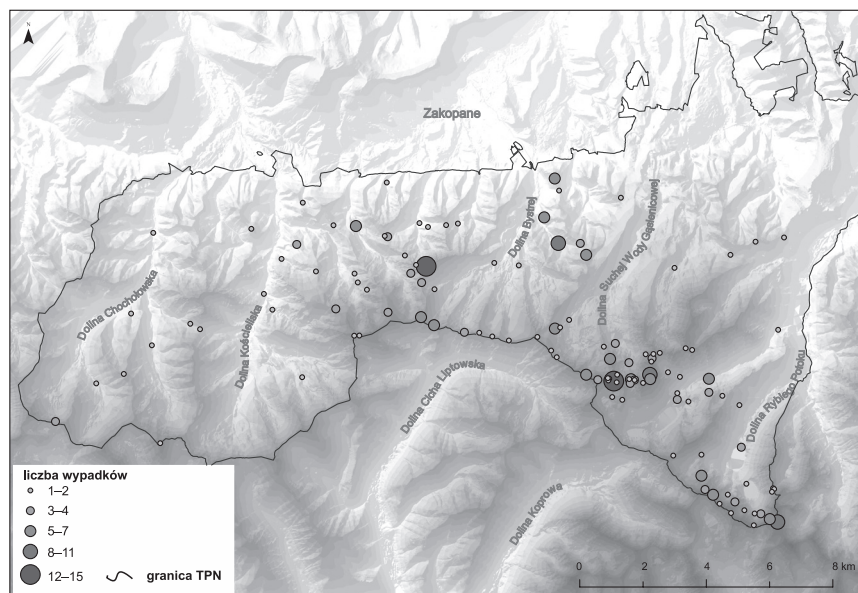 N
Zakopane
Dolina Bystrej
Dolina Suchej Wody Gąsienicowej
Dolina Chochołowska
Dolina Kościeliska
Dolina Cicha Liptowska
Dolina Rybiego Potoku
Dolina Koprowa
liczba wypadków
1–2
3–4
5–7
8–11
12–15
granica TPN
0 2 4 6 8 km